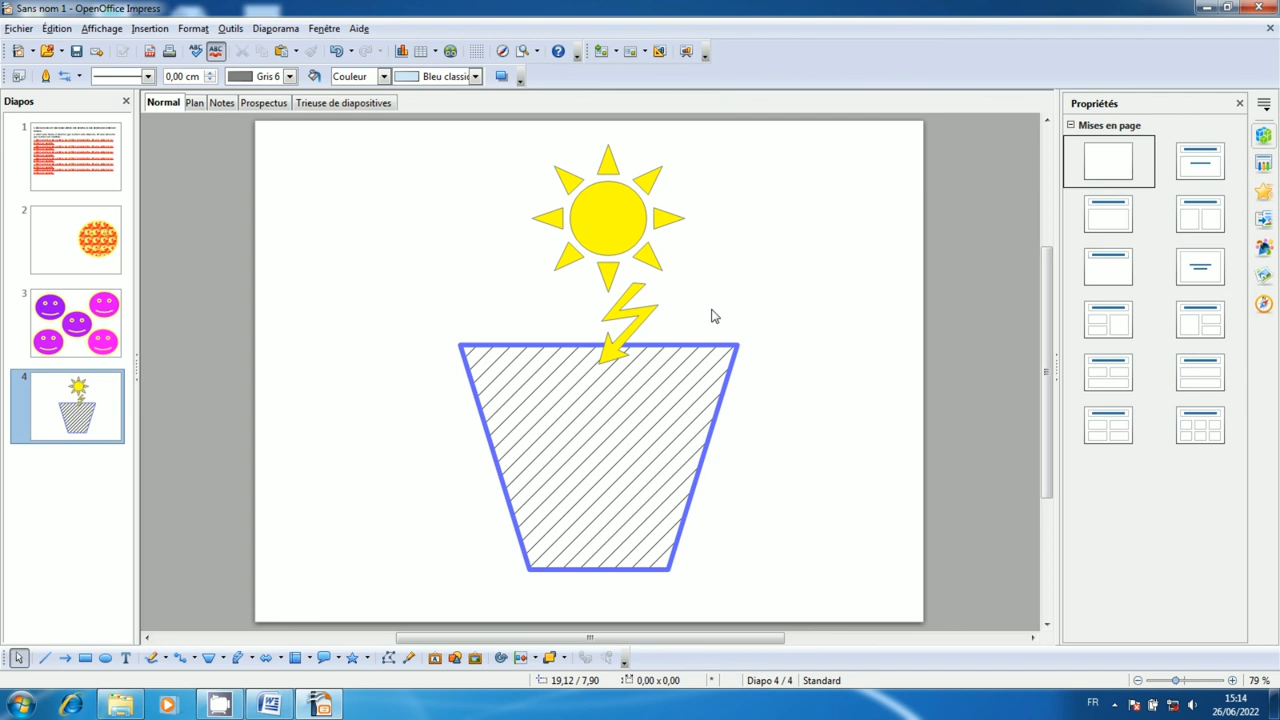 Sans nom 1 - OpenOffice Impress
Fichier Édition Affichage Insertion Format Outils Diaporama Fenêtre Aide
0,00 cm Gris 6 Couleur Bleu classic
Diapos
Normal Plan Notes Prospectus Trieuse de diapositives
Propriétés
Mises en page
1
2
3
4
19,12 / 7,90 0,00 x 0,00 * Diapo 4 / 4 Standard 79 %
FR 15:14
26/06/2022